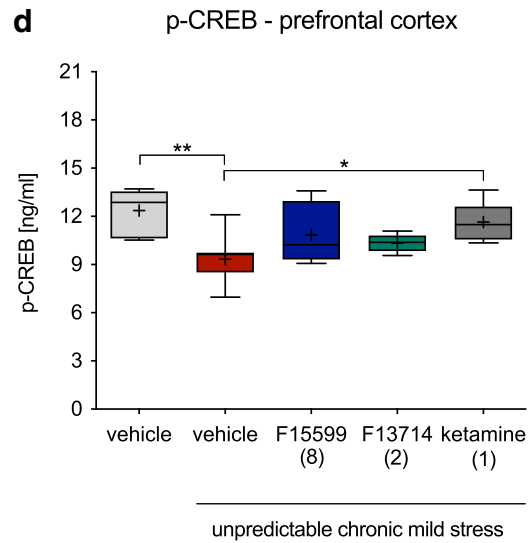 d
p-CREB - prefrontal cortex
p-CREB [ng/ml]
21
18
15
12
9
6
3
0
**
*
vehicle vehicle F15599 F13714 ketamine
(8) (2) (1)
unpredictable chronic mild stress